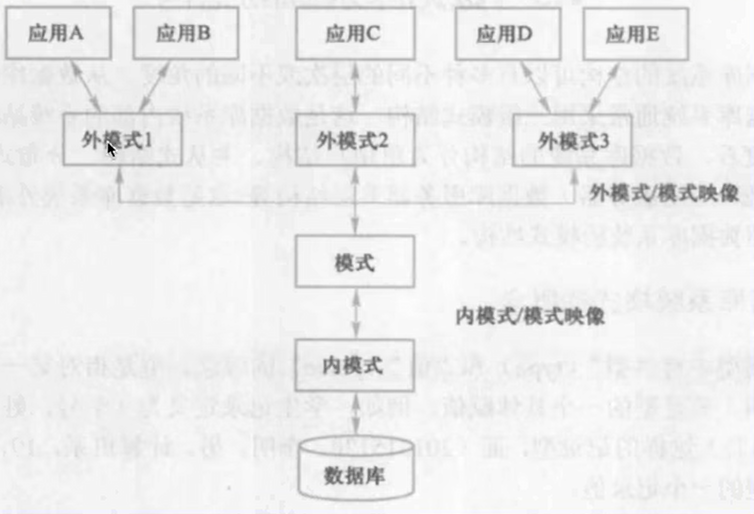 应用A 应用B 应用C 应用D 应用E
外模式1 外模式2 外模式3
外模式/模式映像
模式
内模式/模式映像
内模式
数据库